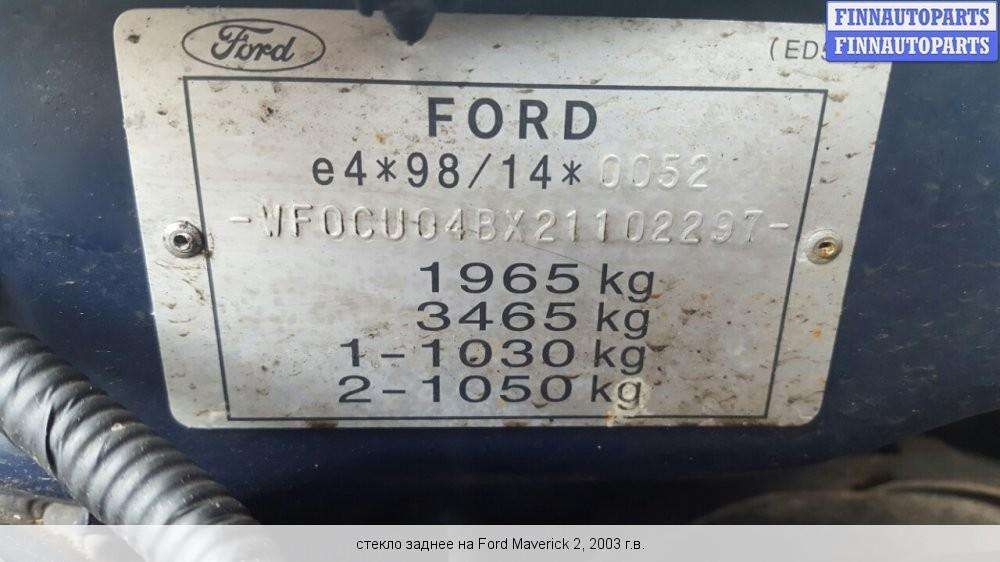 FINNAUTOPARTS
FINNAUTOPARTS
Ford
FORD
e4*98/14*0052
-WF0CU04BX21102297-
1965 kg
3465 kg
1-1030 kg
2-1050 kg
стекло заднее на Ford Maverick 2, 2003 г.в.